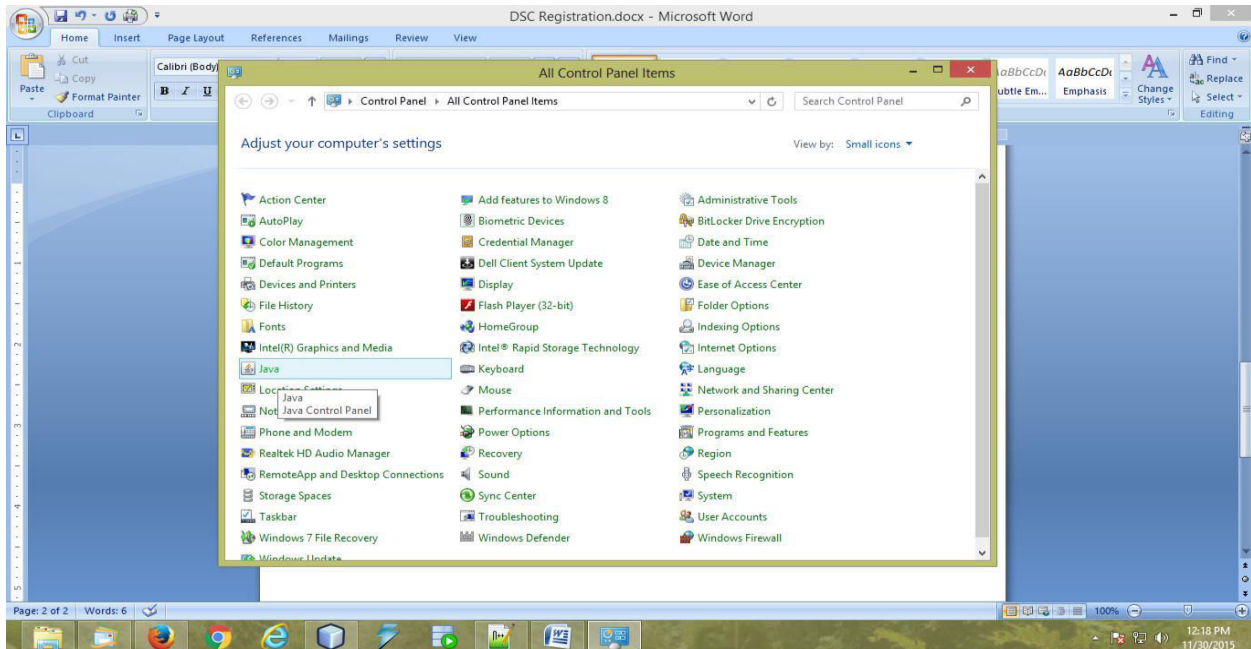 DSC Registration.docx - Microsoft Word
Home Insert Page Layout References Mailings Review View
Paste
Cut
Copy
Format Painter
Clipboard
Calibri (Body)
B I U
AaBbCcDc
Emphasis
Change Styles
Find
Replace
Select
Editing
All Control Panel Items
Control Panel All Control Panel Items
Search Control Panel
Adjust your computer's settings
View by: Small icons
Action Center Add features to Windows 8 Administrative Tools
AutoPlay Biometric Devices BitLocker Drive Encryption
Color Management Credential Manager Date and Time
Default Programs Dell Client System Update Device Manager
Devices and Printers Display Ease of Access Center
File History Flash Player (32-bit) Folder Options
Fonts HomeGroup Indexing Options
Intel(R) Graphics and Media Intel® Rapid Storage Technology Internet Options
Java Keyboard Language
Mouse Network and Sharing Center
Java
Java Control Panel
Performance Information and Tools Personalization
Phone and Modem Power Options Programs and Features
Realtek HD Audio Manager Recovery Region
RemoteApp and Desktop Connections Sound Speech Recognition
Storage Spaces Sync Center System
Taskbar Troubleshooting User Accounts
Windows 7 File Recovery Windows Defender Windows Firewall
Windows Update
Page: 2 of 2 Words: 6
100%
12:18 PM
11/30/2015